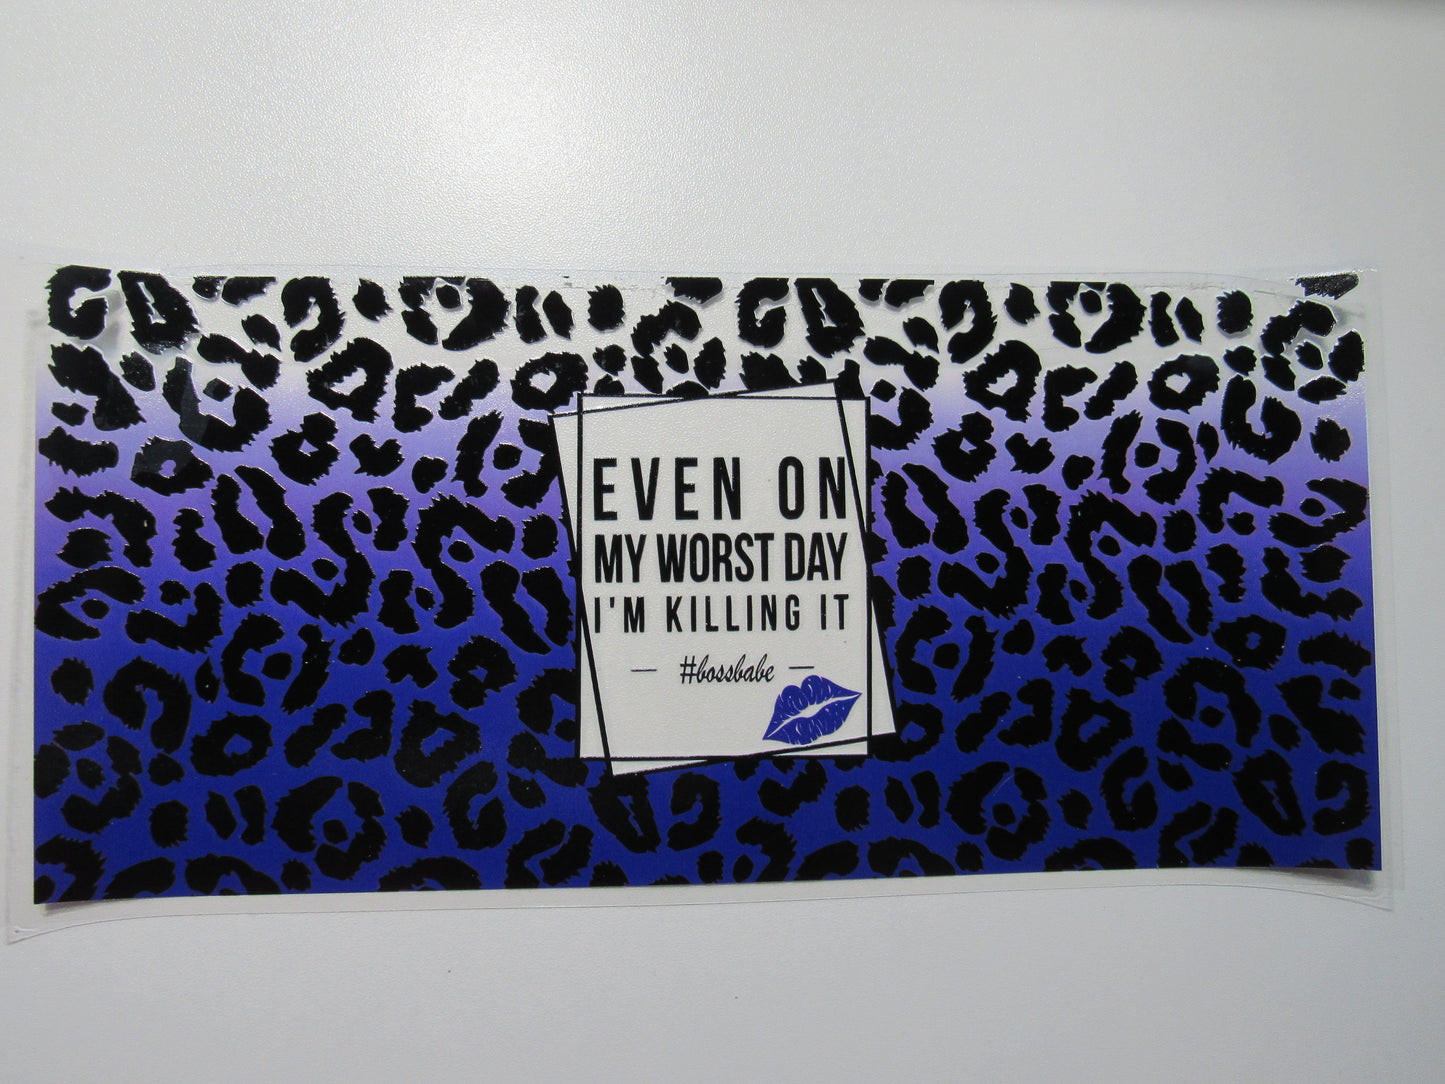 EVEN ON
MY WORST DAY
I'M KILLING IT
— #bossbabe —